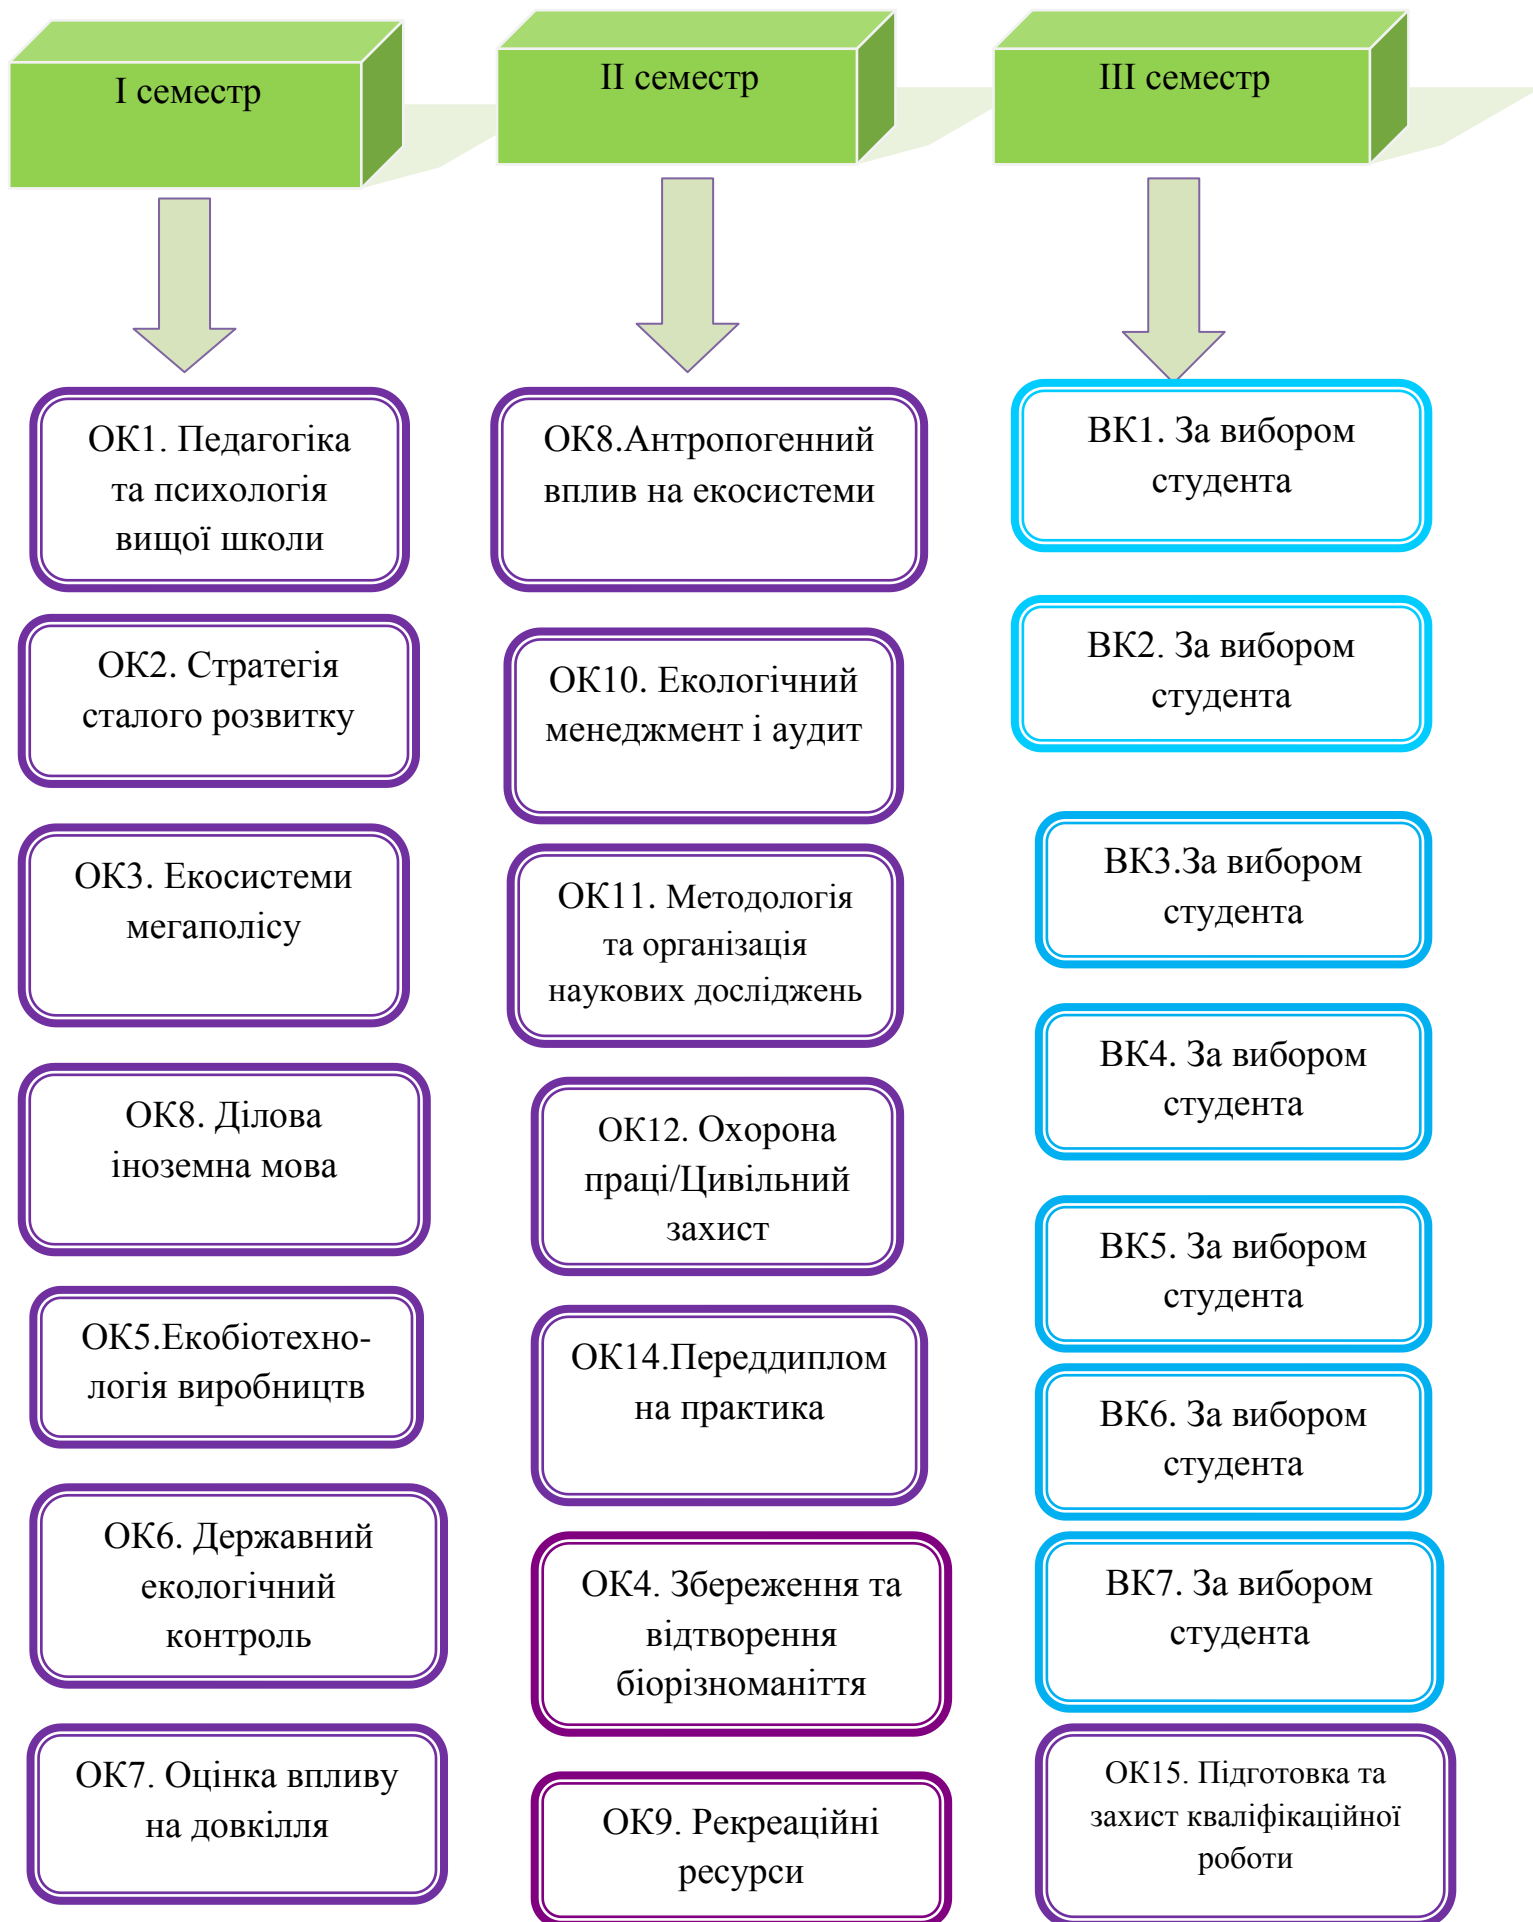 І семестр
ІІ семестр
ІІІ семестр
ОК1. Педагогіка
та психологія
вищої школи
ОК2. Стратегія
сталого розвитку
ОК3. Екосистеми
мегаполісу
ОК8. Ділова
іноземна мова
ОК5.Екобіотехно-
логія виробництв
ОК6. Державний
екологічний
контроль
ОК7. Оцінка впливу
на довкілля
ОК8.Антропогенний
вплив на екосистеми
ОК10. Екологічний
менеджмент і аудит
ОК11. Методологія
та організація
наукових досліджень
ОК12. Охорона
праці/Цивільний
захист
ОК14.Переддиплом
на практика
ОК4. Збереження та
відтворення
біорізноманіття
ОК9. Рекреаційні
ресурси
ВК1. За вибором
студента
ВК2. За вибором
студента
ВК3.За вибором
студента
ВК4. За вибором
студента
ВК5. За вибором
студента
ВК6. За вибором
студента
ВК7. За вибором
студента
ОК15. Підготовка та
захист кваліфікаційної
роботи